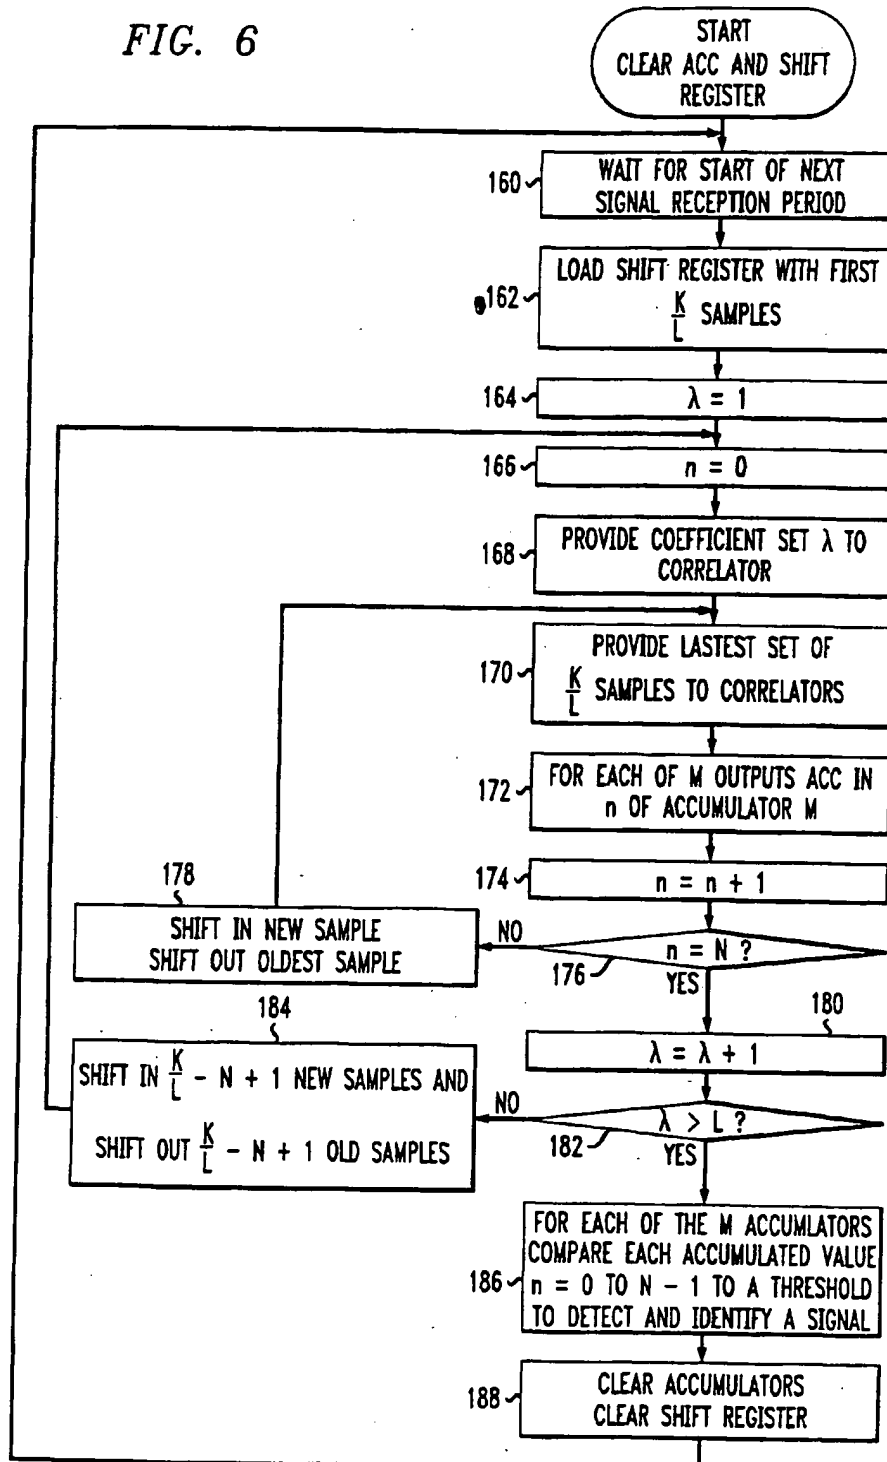 FIG. 6
START
CLEAR ACC AND SHIFT
REGISTER
160
WAIT FOR START OF NEXT
SIGNAL RECEPTION PERIOD
162
LOAD SHIFT REGISTER WITH FIRST
K/L SAMPLES
164
λ = 1
166
n = 0
168
PROVIDE COEFFICIENT SET λ TO
CORRELATOR
170
PROVIDE LASTEST SET OF
K/L SAMPLES TO CORRELATORS
172
FOR EACH OF M OUTPUTS ACC IN
n OF ACCUMULATOR M
174
n = n + 1
178
SHIFT IN NEW SAMPLE
SHIFT OUT OLDEST SAMPLE
NO
n = N ?
176
YES
184
SHIFT IN K/L - N + 1 NEW SAMPLES AND
SHIFT OUT K/L - N + 1 OLD SAMPLES
180
λ = λ + 1
NO
λ > L ?
182
YES
186
FOR EACH OF THE M ACCUMLATORS
COMPARE EACH ACCUMULATED VALUE
n = 0 TO N - 1 TO A THRESHOLD
TO DETECT AND IDENTIFY A SIGNAL
188
CLEAR ACCUMULATORS
CLEAR SHIFT REGISTER